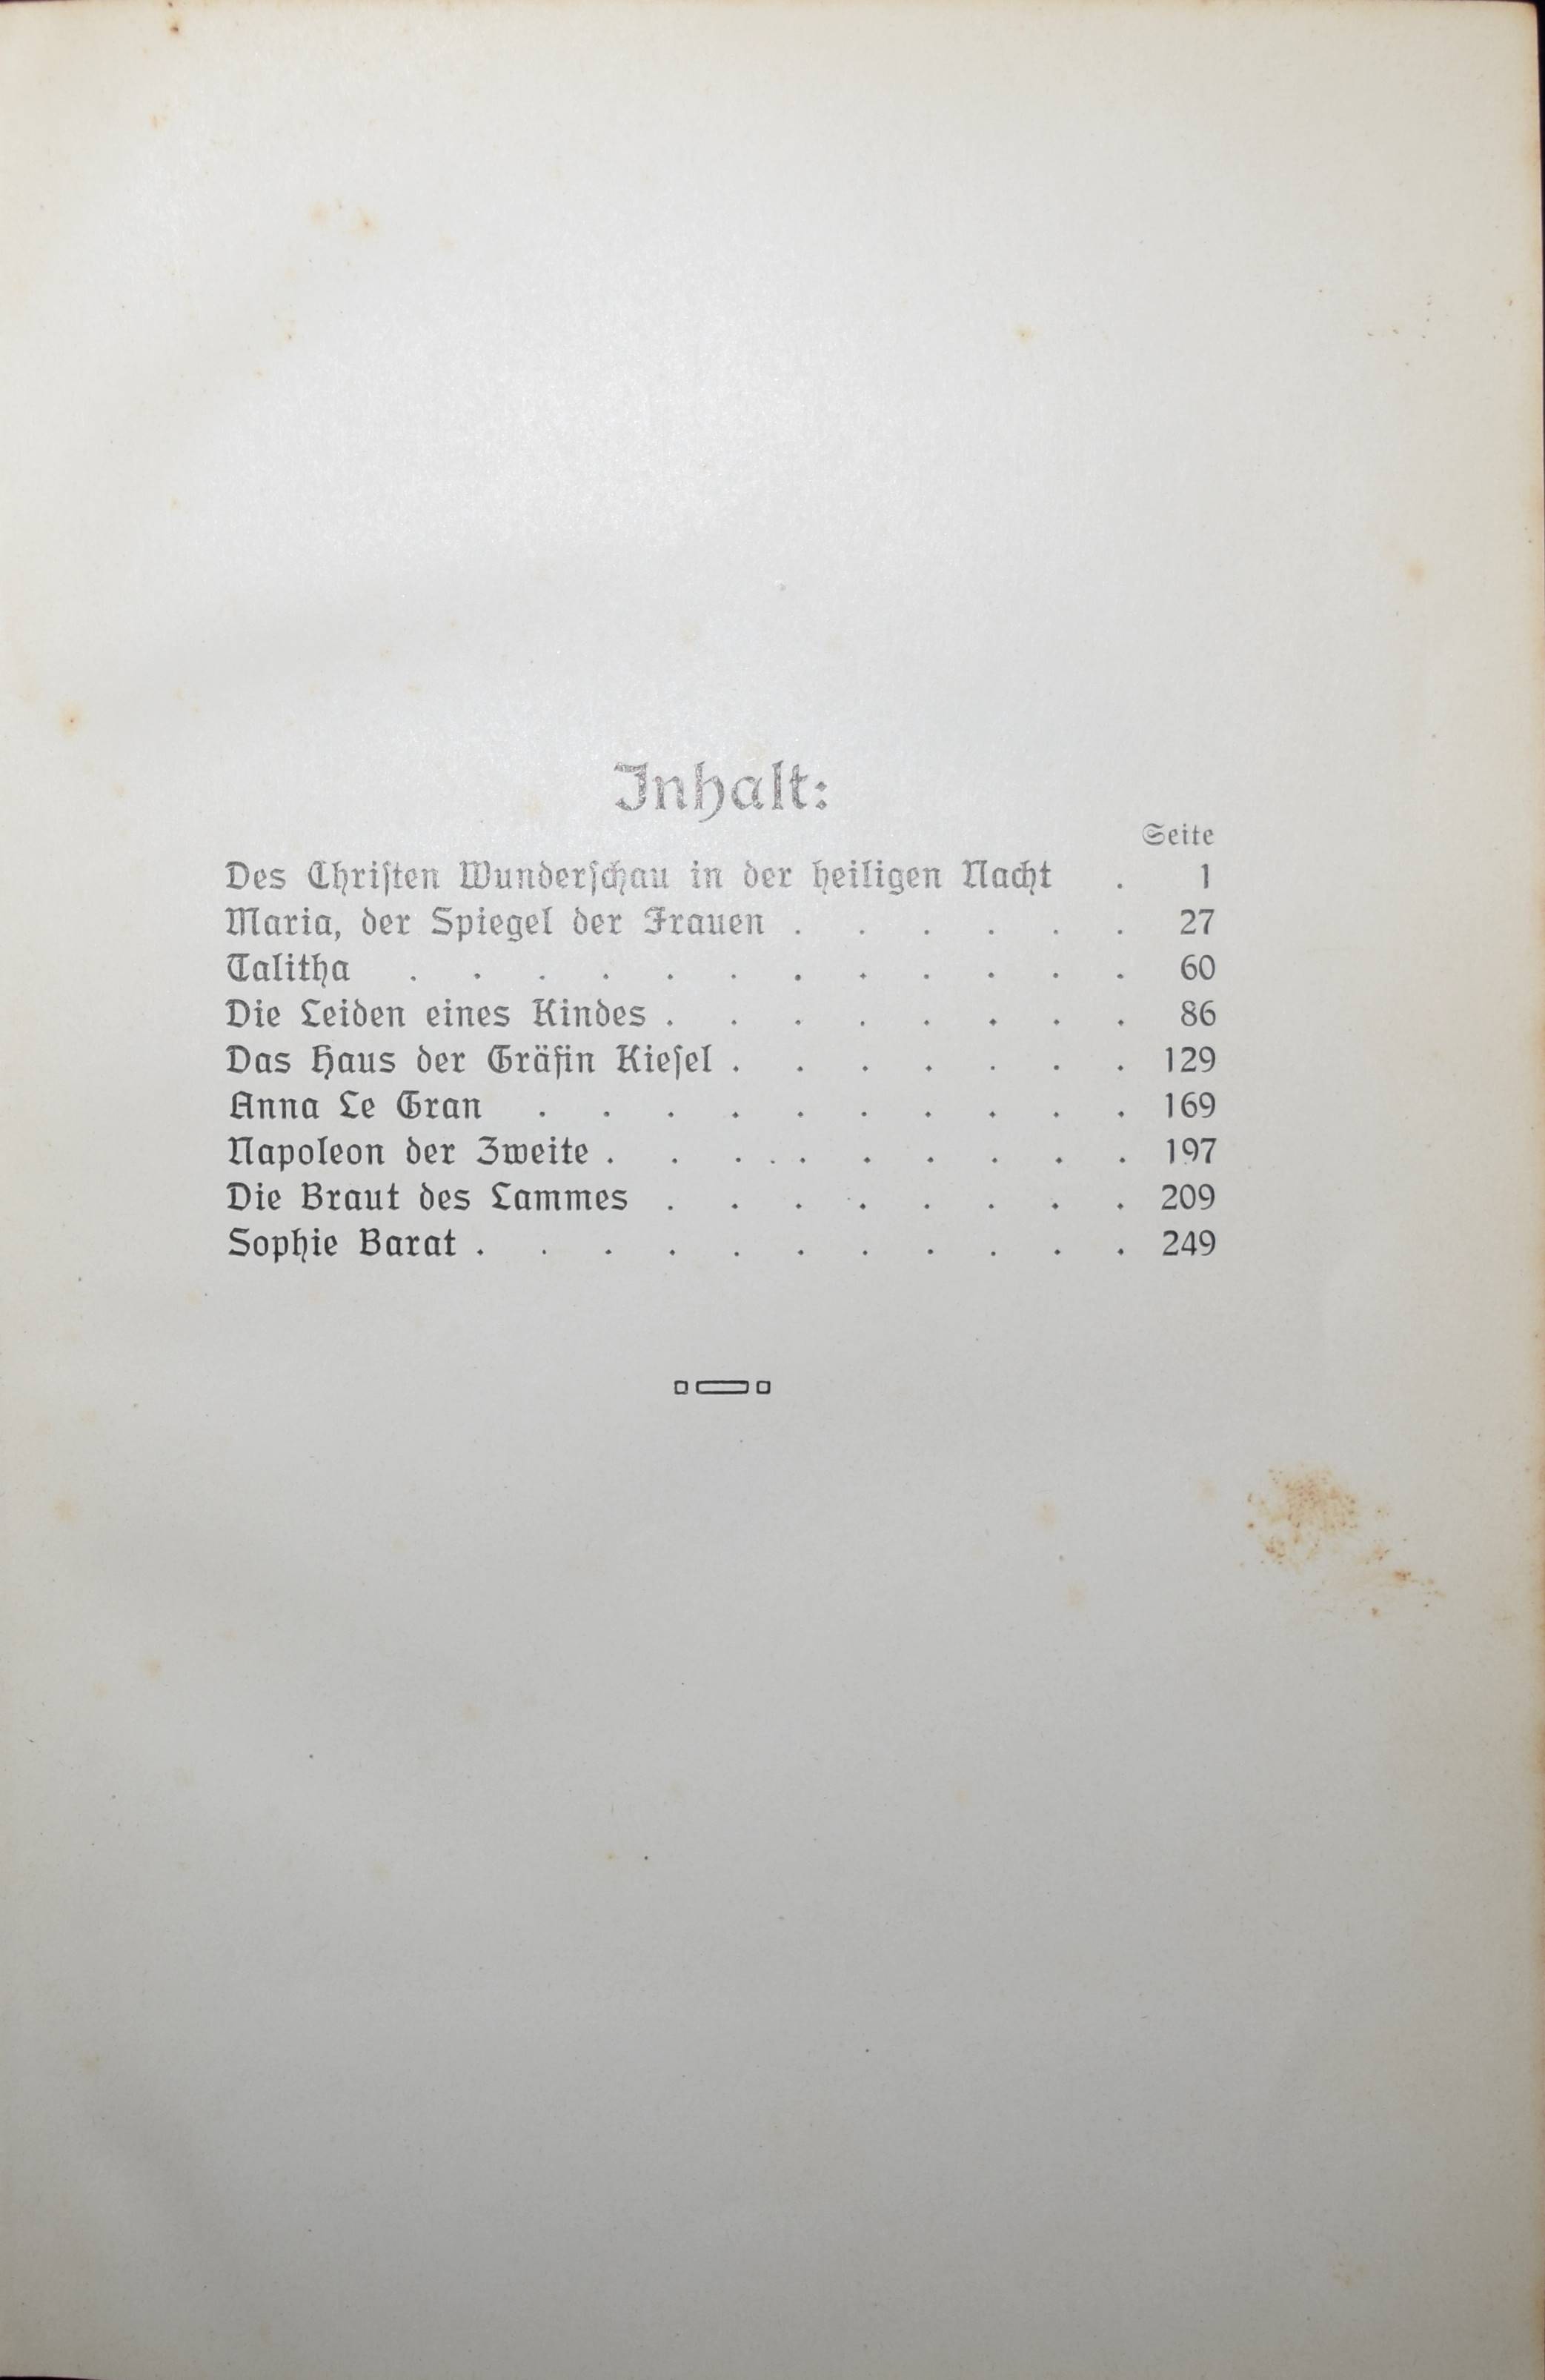 Inhalt:
Seite
Des Chriſten Wunderſchau in der heiligen Nacht . 1
Maria, der Spiegel der Frauen . . . . . . 27
Talitha . . . . . . . . . . . . 60
Die Leiden eines Kindes . . . . . . . . 86
Das Haus der Gräfin Kieſel . . . . . . . 129
Anna Le Gran . . . . . . . . . . 169
Napoleon der Zweite . . . . . . . . . . 197
Die Braut des Lammes . . . . . . . . 209
Sophie Barat . . . . . . . . . . . 249